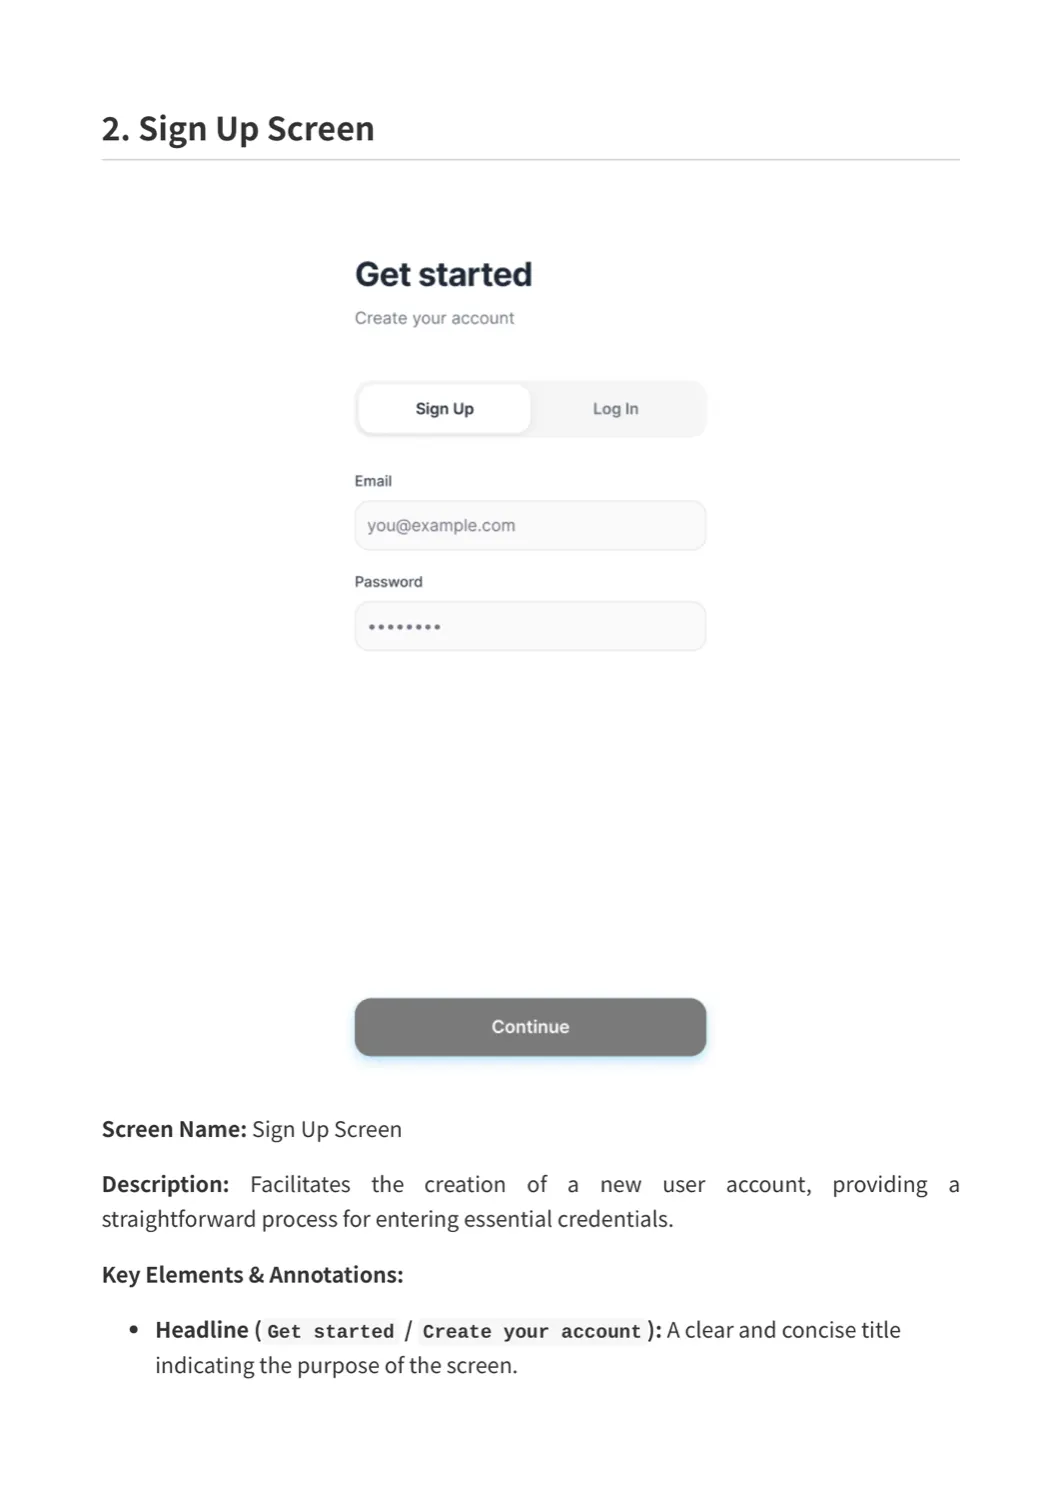 2. Sign Up Screen
Get started
Create your account
Sign Up
Log In
Email
you@example.com
Password
••••••••
Continue
Screen Name: Sign Up Screen
Description: Facilitates the creation of a new user account, providing a
straightforward process for entering essential credentials.
Key Elements & Annotations:
• Headline ( Get started / Create your account ): A clear and concise title
indicating the purpose of the screen.